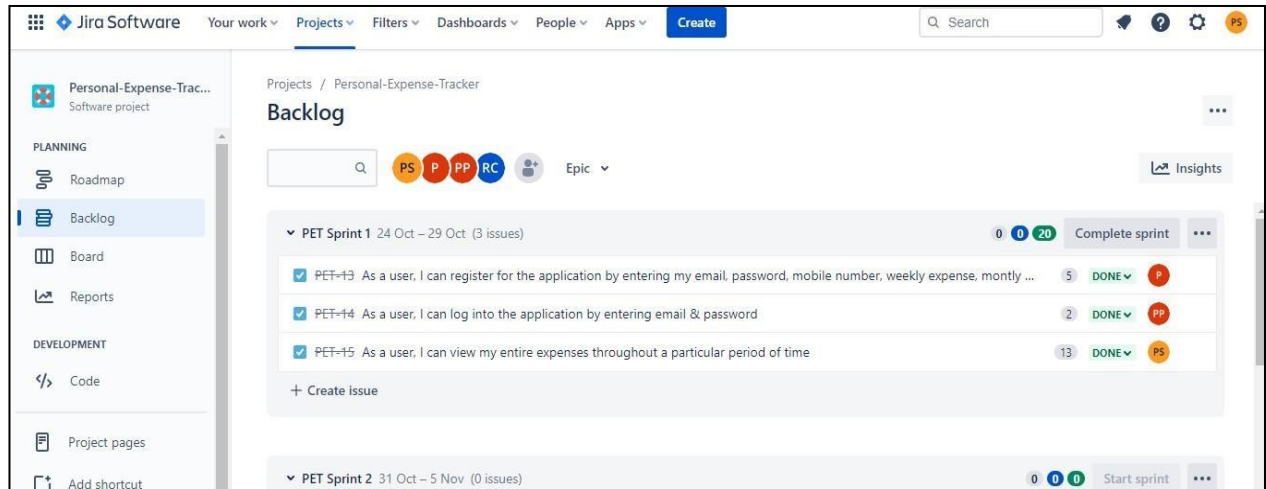 Jira Software Your work Projects Filters Dashboards People Apps Create Search PS
Personal-Expense-Trac...
Software project
PLANNING
Roadmap
Backlog
Board
Reports
DEVELOPMENT
Code
Project pages
Add shortcut
Projects / Personal-Expense-Tracker
Backlog
PS P PP RC Epic Insights
PET Sprint 1 24 Oct – 29 Oct (3 issues) 0 0 20 Complete sprint
PET-13 As a user, I can register for the application by entering my email, password, mobile number, weekly expense, montly ... 5 DONE P
PET-14 As a user, I can log into the application by entering email & password 2 DONE PP
PET-15 As a user, I can view my entire expenses throughout a particular period of time 13 DONE PS
+ Create issue
PET Sprint 2 31 Oct – 5 Nov (0 issues) 0 0 0 Start sprint